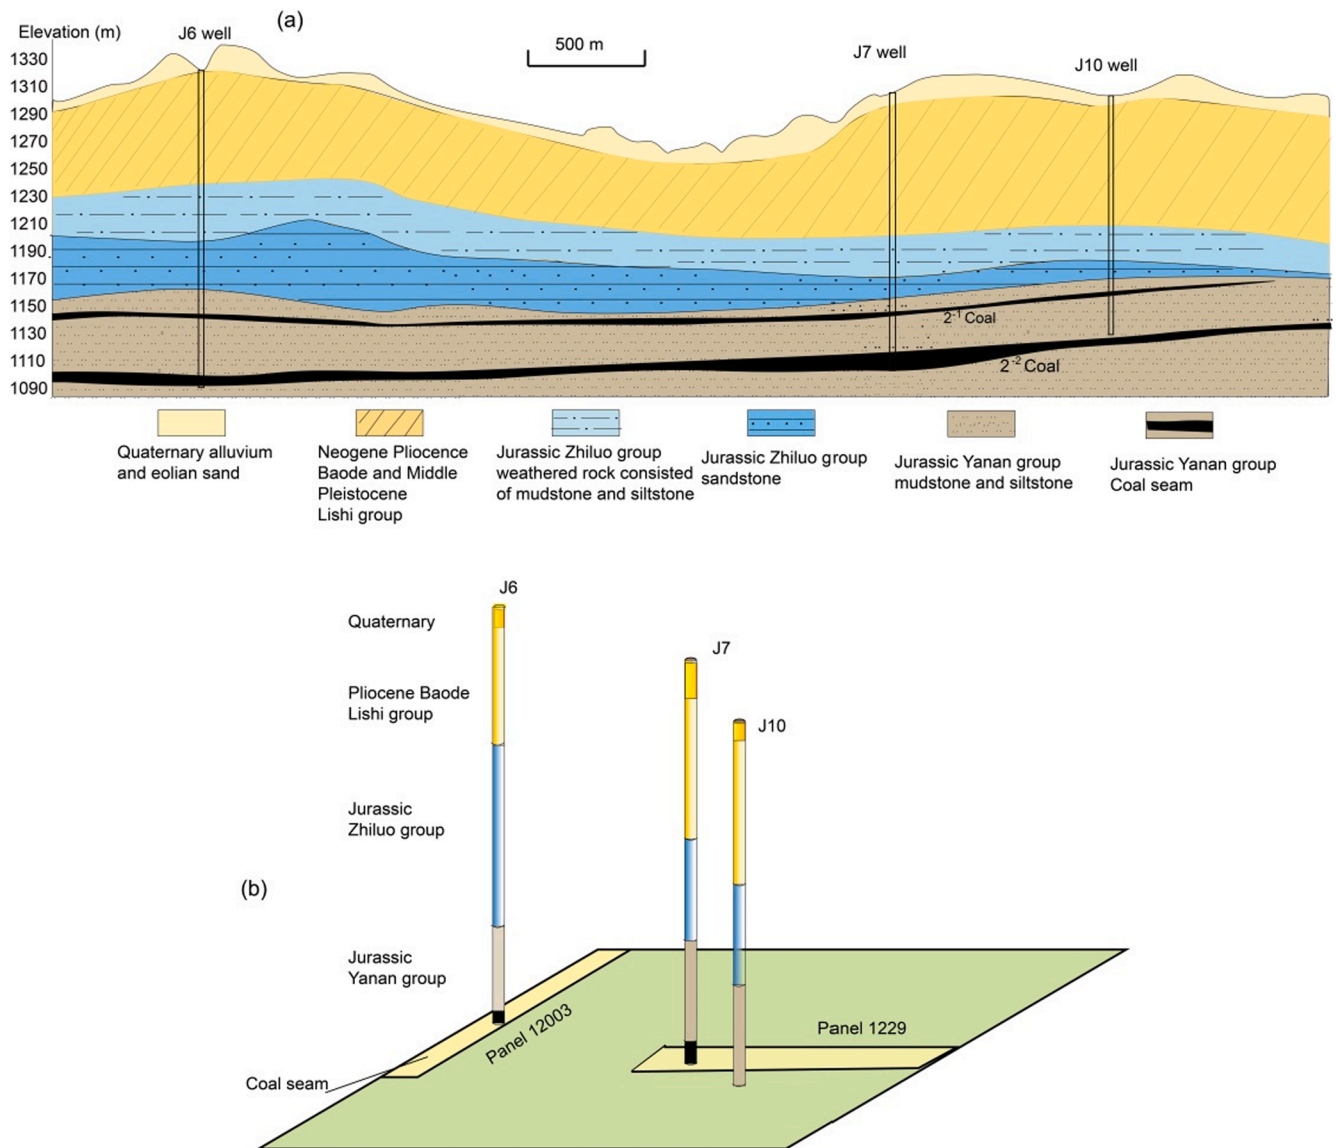 (a)
Elevation (m)
J6 well
500 m
J7 well
J10 well
1330
1310
1290
1270
1250
1230
1210
1190
1170
1150
1130
1110
1090
2-1 Coal
2-2 Coal
Quaternary alluvium
and eolian sand
Neogene Pliocence
Baode and Middle
Pleistocene
Lishi group
Jurassic Zhiluo group
weathered rock consisted
of mudstone and siltstone
Jurassic Zhiluo group
sandstone
Jurassic Yanan group
mudstone and siltstone
Jurassic Yanan group
Coal seam
(b)
J6
J7
J10
Quaternary
Pliocene Baode
Lishi group
Jurassic
Zhiluo group
Jurassic
Yanan group
Panel 12003
Panel 1229
Coal seam